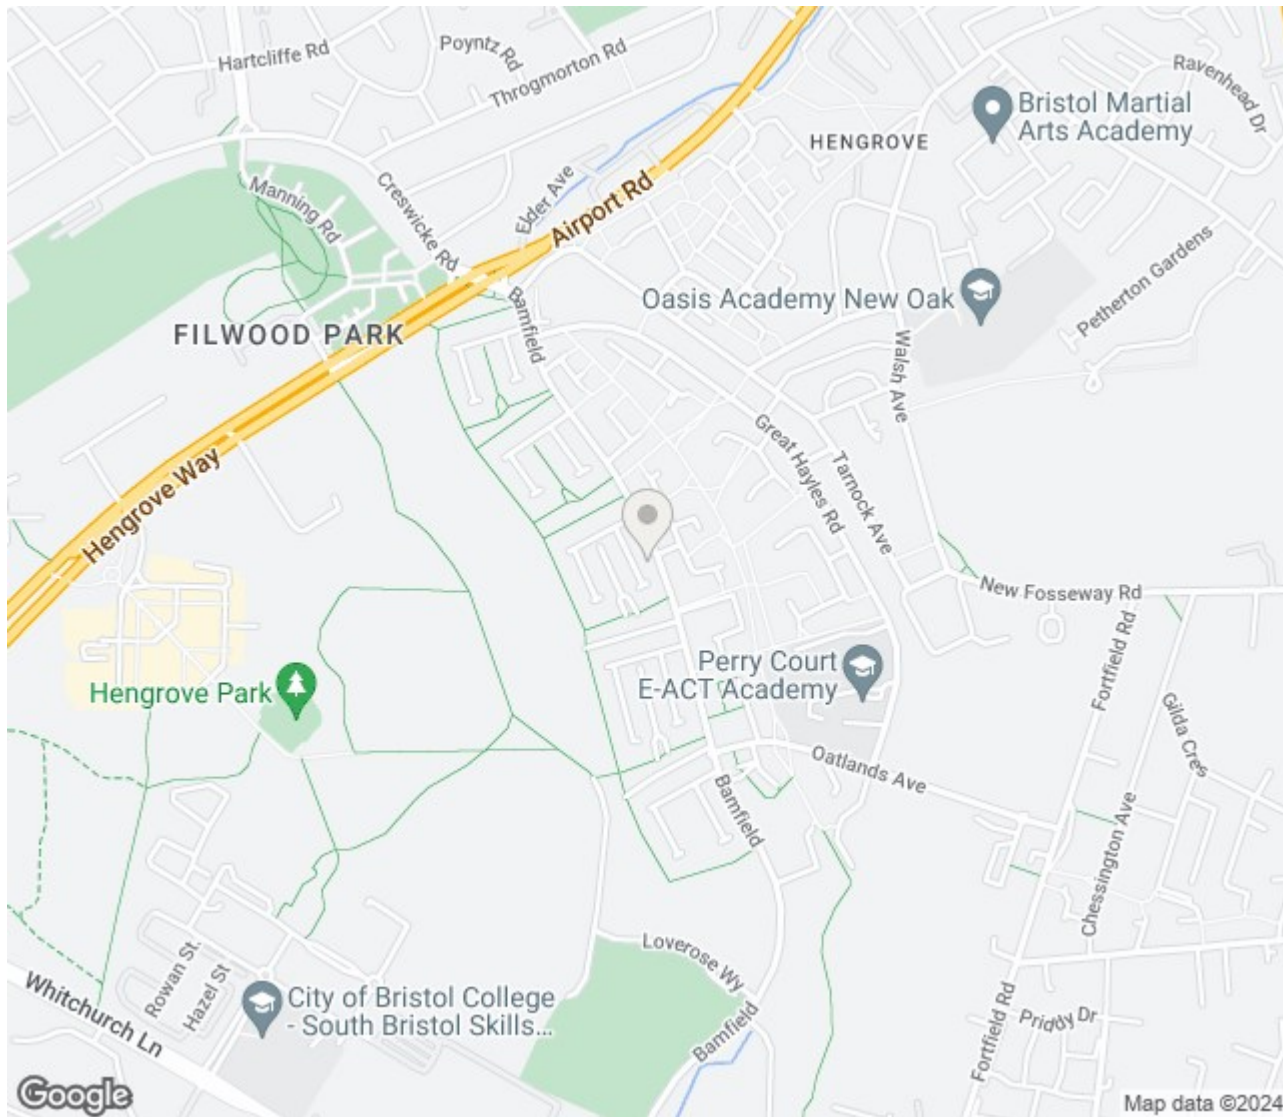 Hartcliffe Rd
Poyntz Rd
Throgmorton Rd
Ravenhead Dr
Bristol Martial
Arts Academy
HENGROVE
Manning Rd
Creswicke Rd
Elder Ave
Airport Rd
Petherton Gardens
Oasis Academy New Oak
FILWOOD PARK
Bamfield
Walsh Ave
Great Hayles Rd
Tarnock Ave
Hengrove Way
New Fosseway Rd
Fortfield Rd
Perry Court
E-ACT Academy
Hengrove Park
Gilda Cres
Oatlands Ave
Bamfield
Chessington Ave
Loverose Wy
Rowan St.
Hazel St
Whitchurch Ln
City of Bristol College
- South Bristol Skills...
Bamfield
Fortfield Rd
Priddy Dr
Google
Map data ©2024